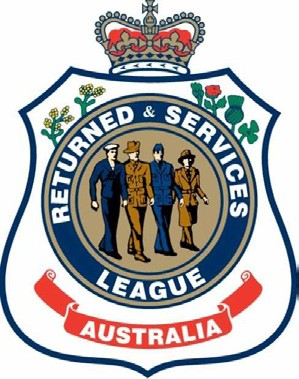 RETURNED & SERVICES
LEAGUE
AUSTRALIA